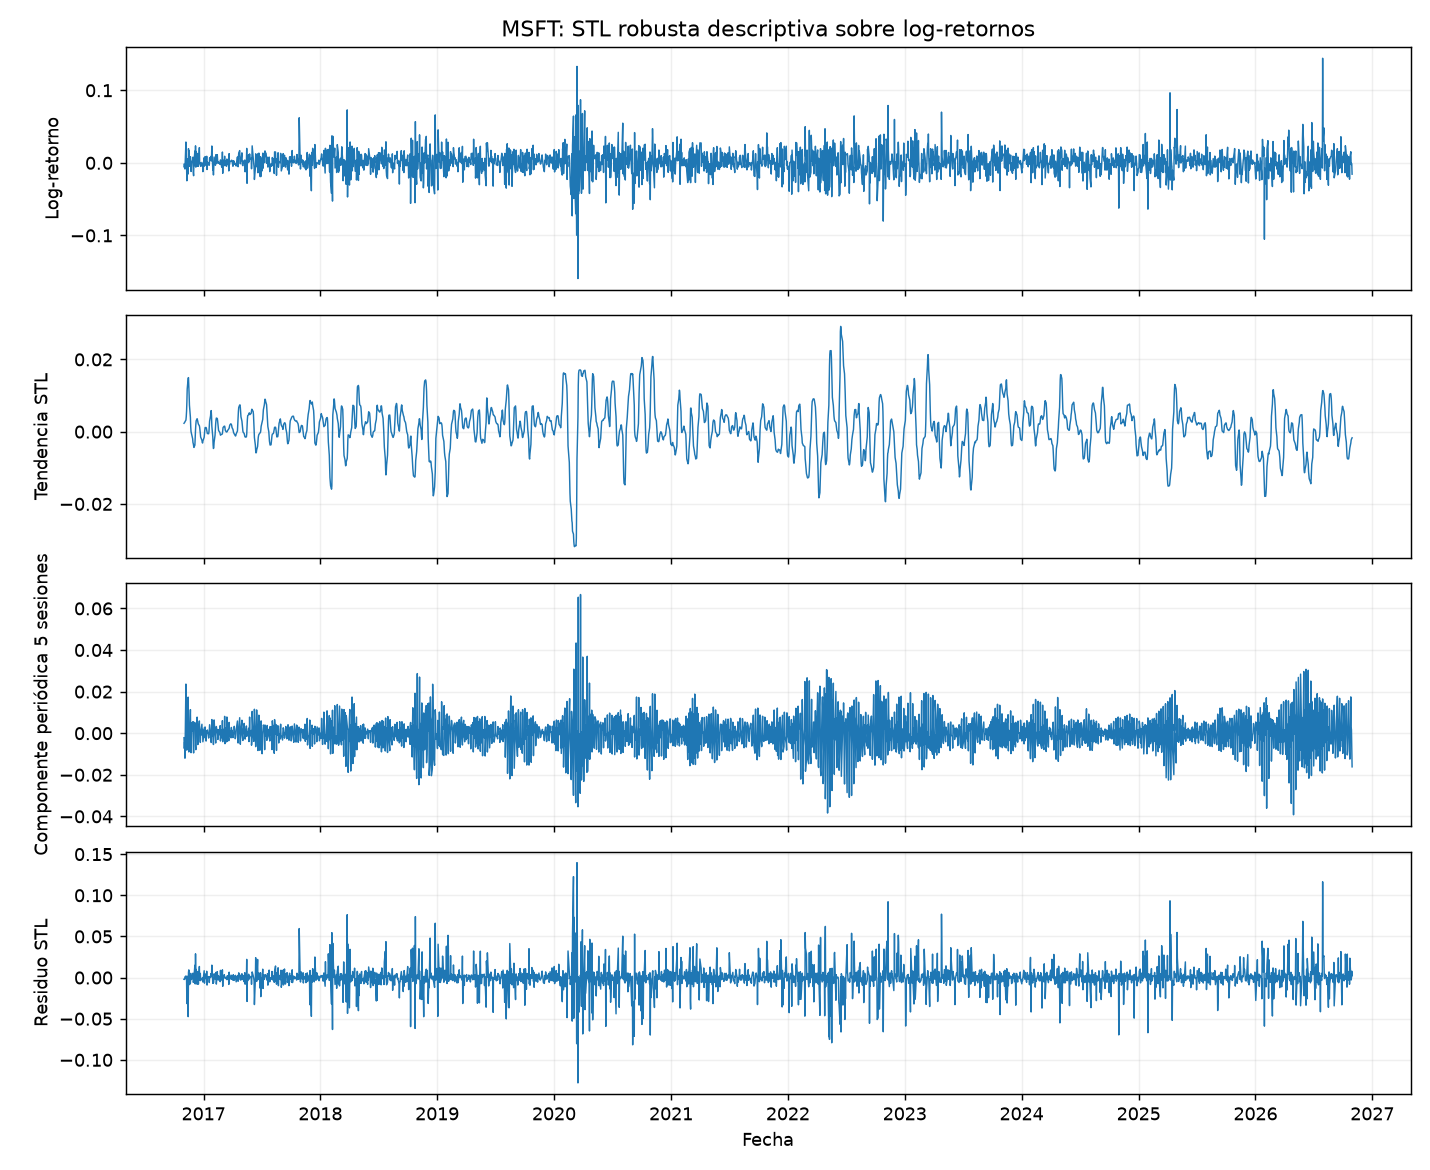 MSFT: STL robusta descriptiva sobre log-retornos
Log-retorno
0.1
0.0
−0.1
Tendencia STL
0.02
0.00
−0.02
Componente periódica 5 sesiones
0.06
0.04
0.02
0.00
−0.02
−0.04
Residuo STL
0.15
0.10
0.05
0.00
−0.05
−0.10
2017 2018 2019 2020 2021 2022 2023 2024 2025 2026 2027
Fecha